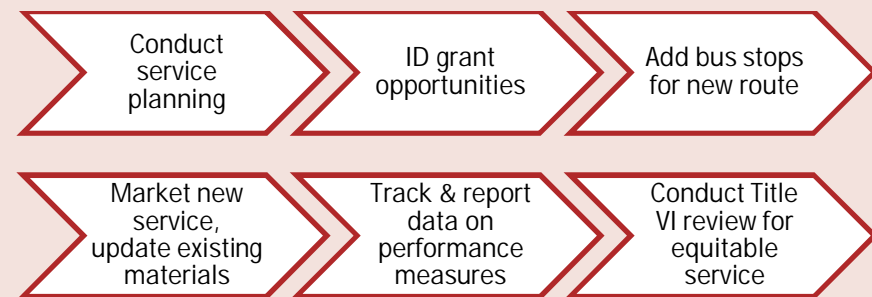 Conduct
service
planning
ID grant
opportunities
Add bus stops
for new route
Market new
service,
update existing
materials
Track & report
data on
performance
measures
Conduct Title
VI review for
equitable
service